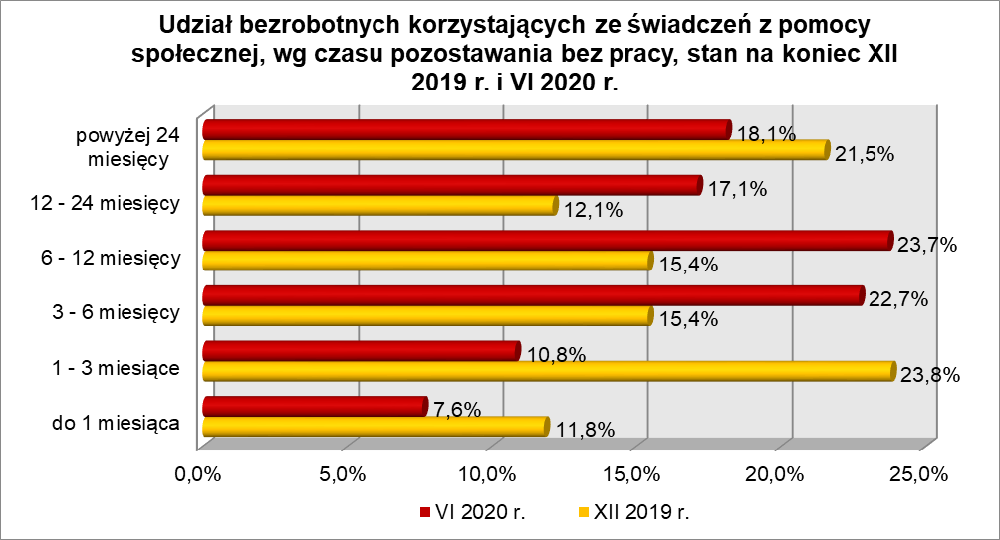 Udział bezrobotnych korzystających ze świadczeń z pomocy
społecznej, wg czasu pozostawania bez pracy, stan na koniec XII
2019 r. i VI 2020 r.
powyżej 24
miesięcy
18,1%
21,5%
12 - 24 miesięcy
17,1%
12,1%
6 - 12 miesięcy
23,7%
15,4%
3 - 6 miesięcy
22,7%
15,4%
1 - 3 miesiące
10,8%
23,8%
do 1 miesiąca
7,6%
11,8%
0,0% 5,0% 10,0% 15,0% 20,0% 25,0%
VI 2020 r. XII 2019 r.